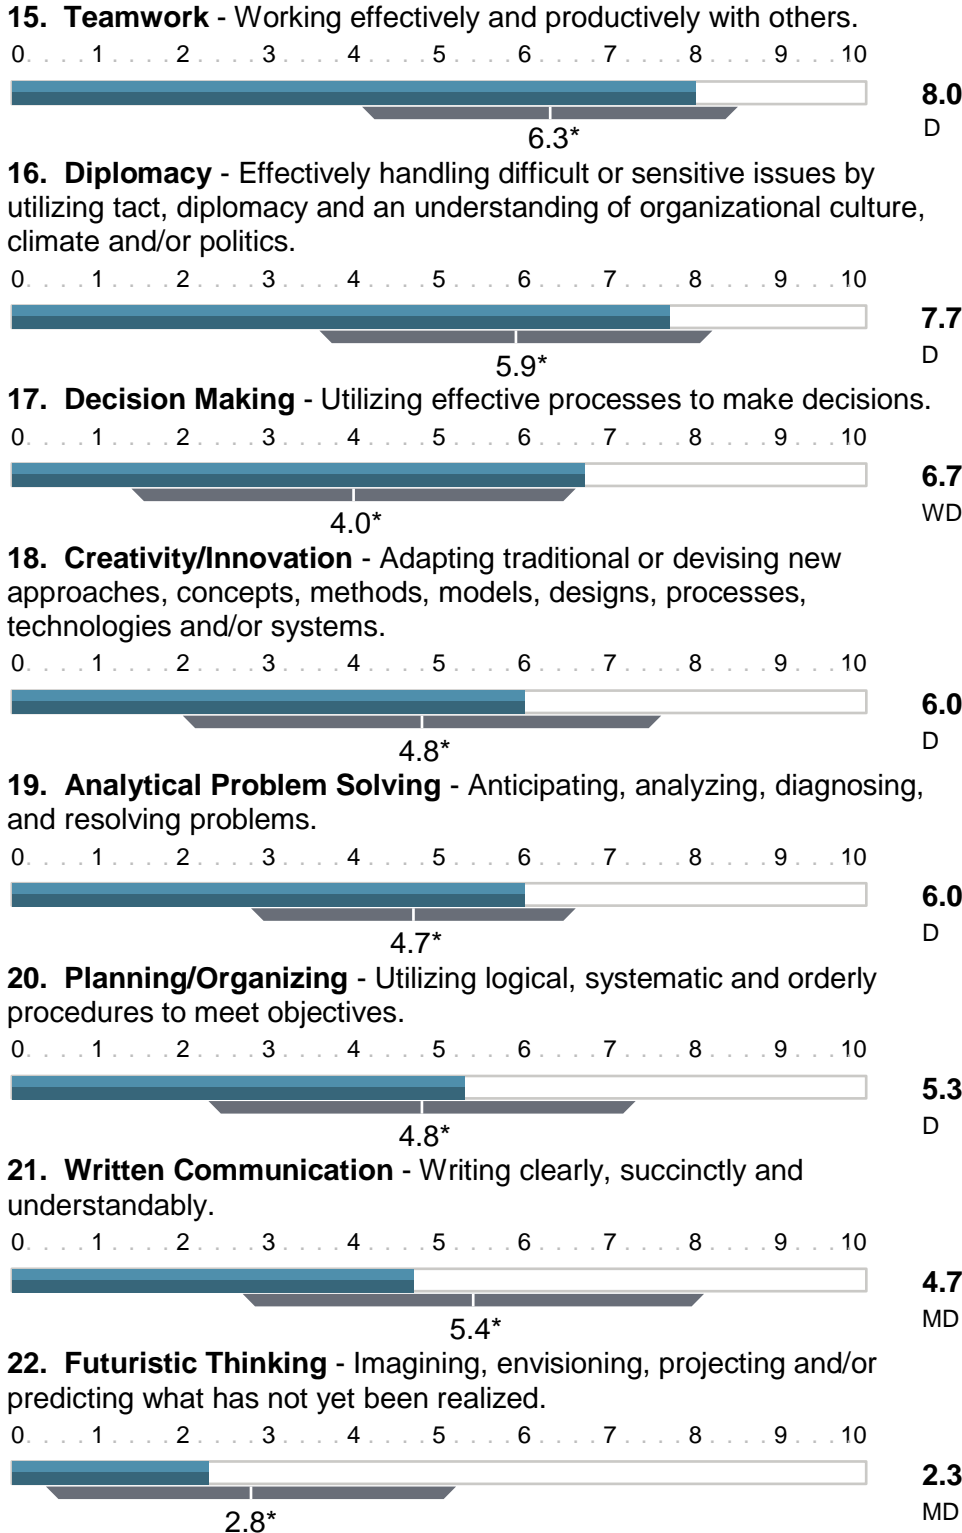 15. Teamwork - Working effectively and productively with others.
0. . . . 1 . . . . 2 . . . . 3 . . . . 4 . . . . 5 . . . . 6 . . . . 7 . . . . 8 . . . . 9 . . . 10
8.0
D
6.3*
16. Diplomacy - Effectively handling difficult or sensitive issues by
utilizing tact, diplomacy and an understanding of organizational culture,
climate and/or politics.
0. . . . 1 . . . . 2 . . . . 3 . . . . 4 . . . . 5 . . . . 6 . . . . 7 . . . . 8 . . . . 9 . . . 10
7.7
D
5.9*
17. Decision Making - Utilizing effective processes to make decisions.
0. . . . 1 . . . . 2 . . . . 3 . . . . 4 . . . . 5 . . . . 6 . . . . 7 . . . . 8 . . . . 9 . . . 10
6.7
WD
4.0*
18. Creativity/Innovation - Adapting traditional or devising new
approaches, concepts, methods, models, designs, processes,
technologies and/or systems.
0. . . . 1 . . . . 2 . . . . 3 . . . . 4 . . . . 5 . . . . 6 . . . . 7 . . . . 8 . . . . 9 . . . 10
6.0
D
4.8*
19. Analytical Problem Solving - Anticipating, analyzing, diagnosing,
and resolving problems.
0. . . . 1 . . . . 2 . . . . 3 . . . . 4 . . . . 5 . . . . 6 . . . . 7 . . . . 8 . . . . 9 . . . 10
6.0
D
4.7*
20. Planning/Organizing - Utilizing logical, systematic and orderly
procedures to meet objectives.
0. . . . 1 . . . . 2 . . . . 3 . . . . 4 . . . . 5 . . . . 6 . . . . 7 . . . . 8 . . . . 9 . . . 10
5.3
D
4.8*
21. Written Communication - Writing clearly, succinctly and
understandably.
0. . . . 1 . . . . 2 . . . . 3 . . . . 4 . . . . 5 . . . . 6 . . . . 7 . . . . 8 . . . . 9 . . . 10
4.7
MD
5.4*
22. Futuristic Thinking - Imagining, envisioning, projecting and/or
predicting what has not yet been realized.
0. . . . 1 . . . . 2 . . . . 3 . . . . 4 . . . . 5 . . . . 6 . . . . 7 . . . . 8 . . . . 9 . . . 10
2.3
MD
2.8*